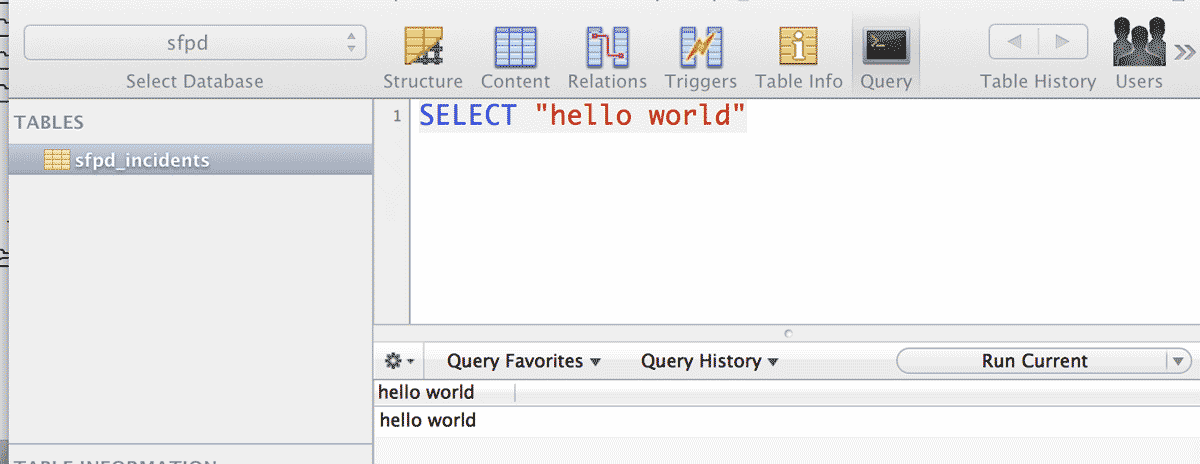 sfpd
Select Database
Structure
Content
Relations
Triggers
Table Info
Query
Table History
Users
TABLES
sfpd_incidents
1 SELECT "hello world"
Query Favorites
Query History
Run Current
hello world
hello world
TABLE INFORMATION